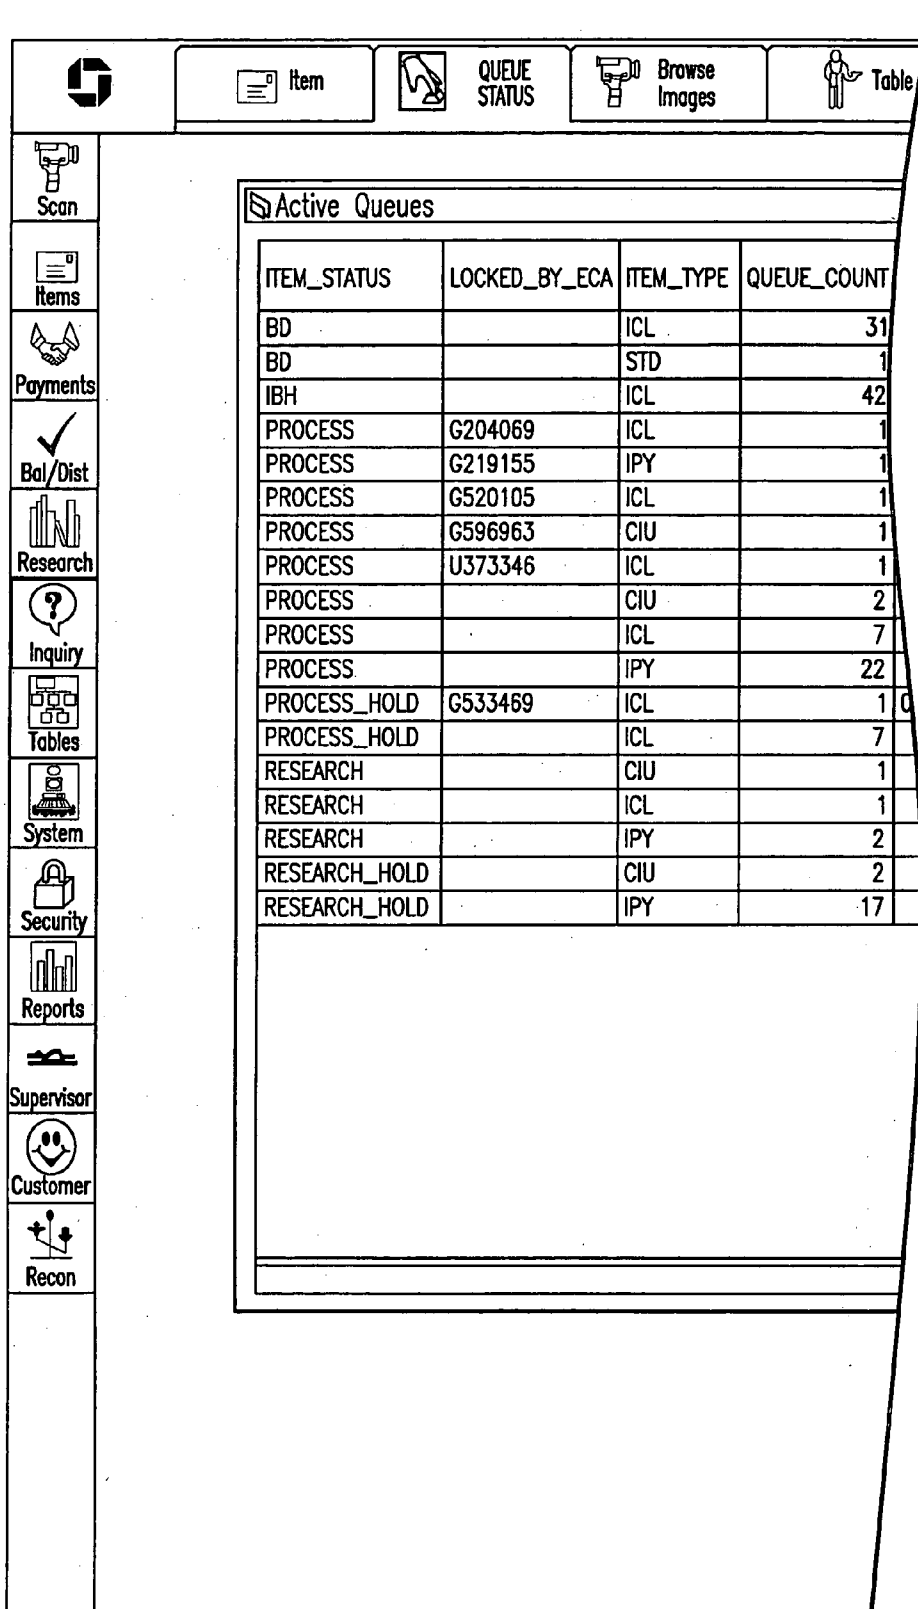 Item
QUEUE
STATUS
Browse
Images
Table
Scan
Items
Payments
Bal/Dist
Research
Inquiry
Tables
System
Security
Reports
Supervisor
Customer
Recon
Active Queues
ITEM_STATUS LOCKED_BY_ECA ITEM_TYPE QUEUE_COUNT
BD ICL 31
BD STD 1
IBH ICL 42
PROCESS G204069 ICL 1
PROCESS G219155 IPY 1
PROCESS G520105 ICL 1
PROCESS G596963 CIU 1
PROCESS U373346 ICL 1
PROCESS CIU 2
PROCESS ICL 7
PROCESS IPY 22
PROCESS_HOLD G533469 ICL 1
PROCESS_HOLD ICL 7
RESEARCH CIU 1
RESEARCH ICL 1
RESEARCH IPY 2
RESEARCH_HOLD CIU 2
RESEARCH_HOLD IPY 17